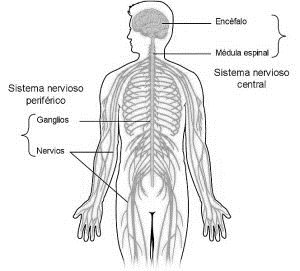 Encéfalo
Médula espinal
Sistema nervioso
central
Sistema nervioso
periférico
Ganglios
Nervios